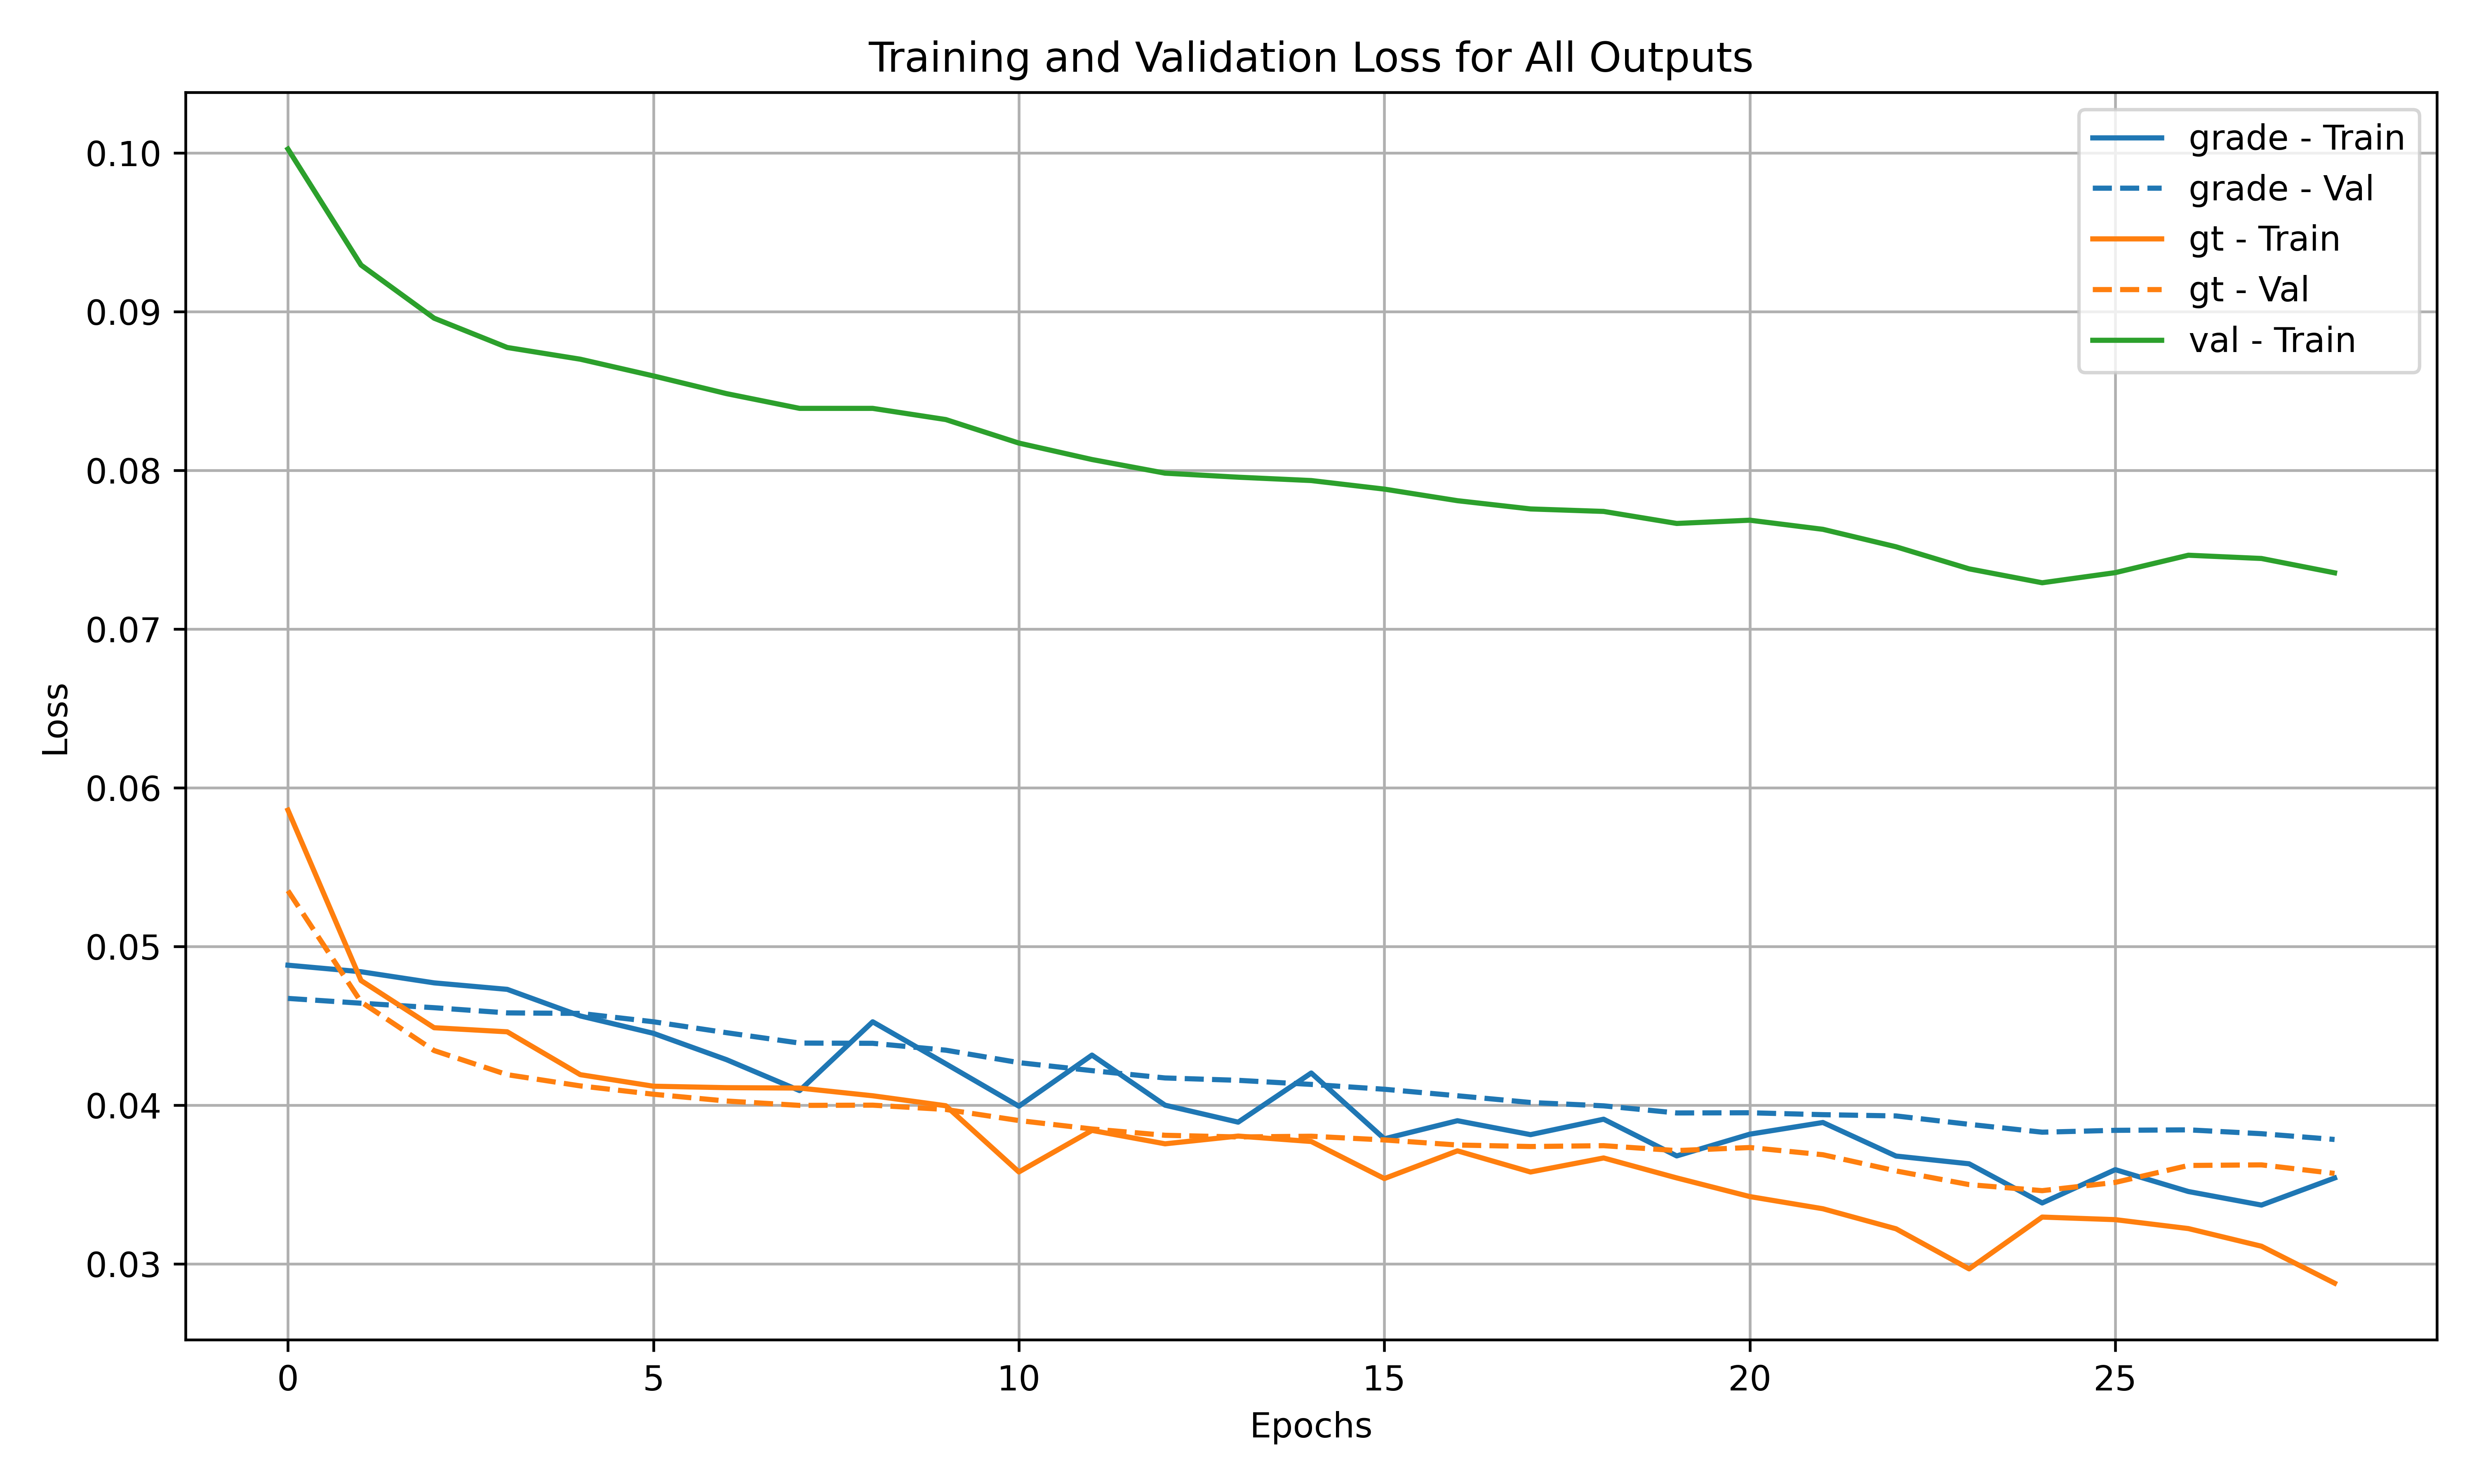 Training and Validation Loss for All Outputs
grade - Train
grade - Val
gt - Train
gt - Val
val - Train
0.10
0.09
0.08
0.07
0.06
0.05
0.04
0.03
Loss
0 5 10 15 20 25
Epochs